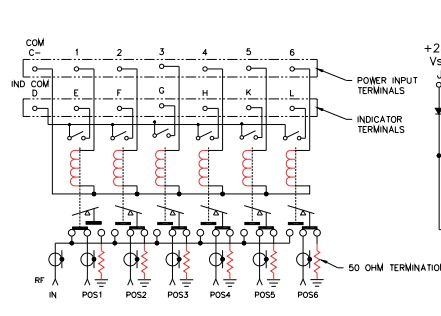 COM
C- 1 2 3 4 5 6
IND COM
D E F G H K L
POWER INPUT
TERMINALS
INDICATOR
TERMINALS
50 OHM TERMINATION
RF
IN POS1 POS2 POS3 POS4 POS5 POS6
+2
Vs
J